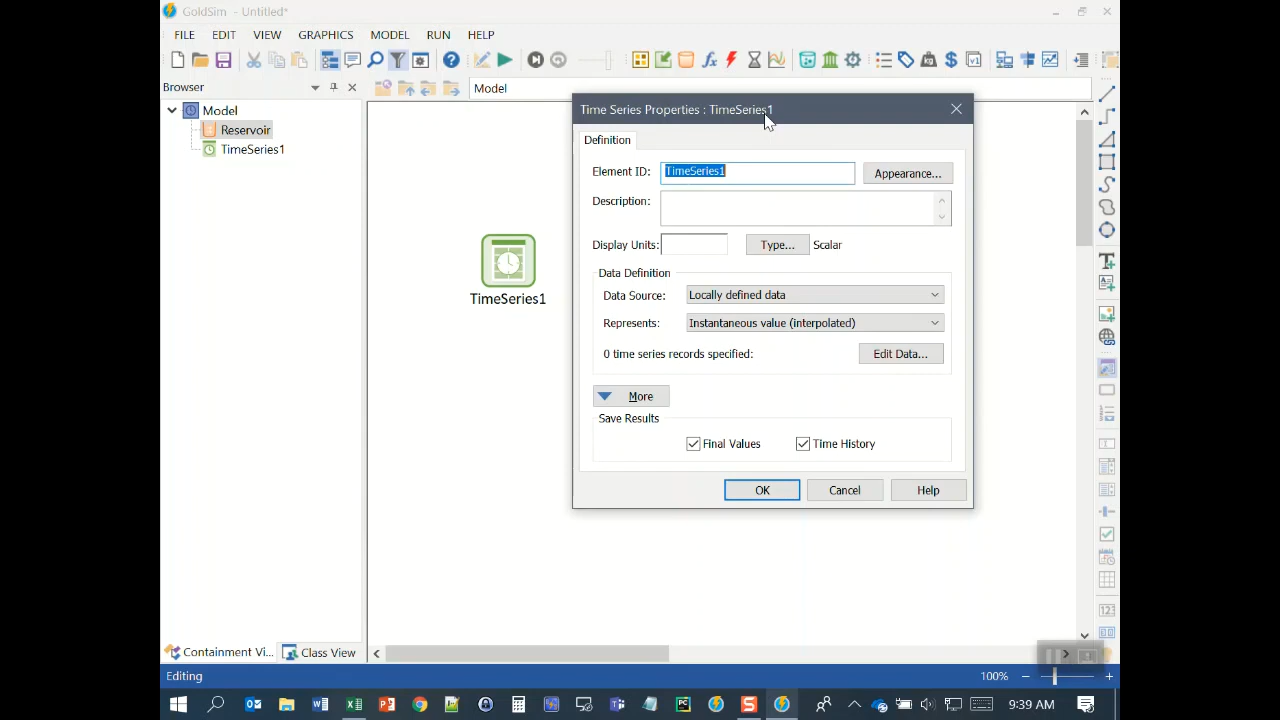 GoldSim - Untitled*
FILE EDIT VIEW GRAPHICS MODEL RUN HELP
Browser
Model
Model
Reservoir
TimeSeries1
TimeSeries1
Time Series Properties : TimeSeries1
Definition
Element ID: TimeSeries1 Appearance...
Description:
Display Units: Type... Scalar
Data Definition
Data Source: Locally defined data
Represents: Instantaneous value (interpolated)
0 time series records specified: Edit Data...
More
Save Results
Final Values Time History
OK Cancel Help
Containment Vi... Class View
Editing 100%
9:39 AM